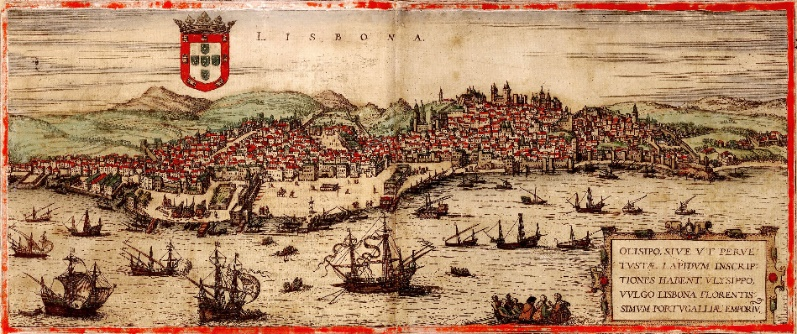 LISBONA.
OLISIPO, SIVE VT PERVE
TVSTÆ LAPIDVM INSCRIP
TIONES HABENT, VLYSIPPO,
VVLGO LISBONA FLORENTIS
SIMVM PORTVGALLIÆ EMPORIV̄.